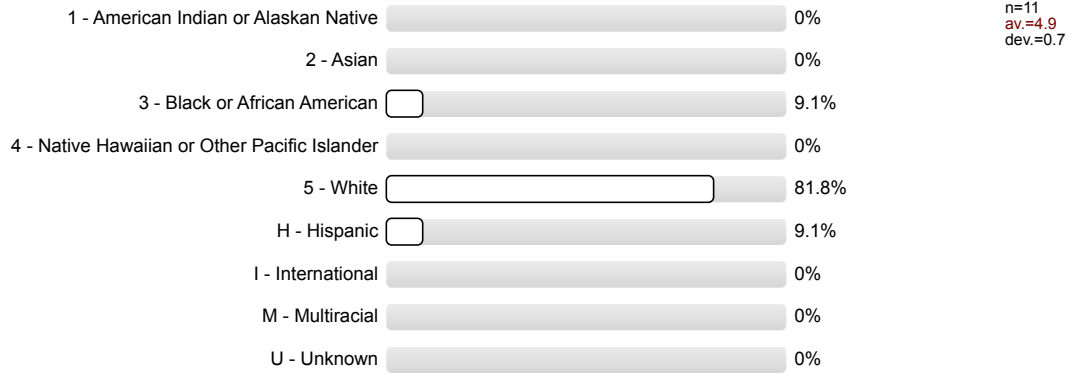 1 - American Indian or Alaskan Native 0%
n=11
av.=4.9
dev.=0.7
2 - Asian 0%
3 - Black or African American 9.1%
4 - Native Hawaiian or Other Pacific Islander 0%
5 - White 81.8%
H - Hispanic 9.1%
I - International 0%
M - Multiracial 0%
U - Unknown 0%